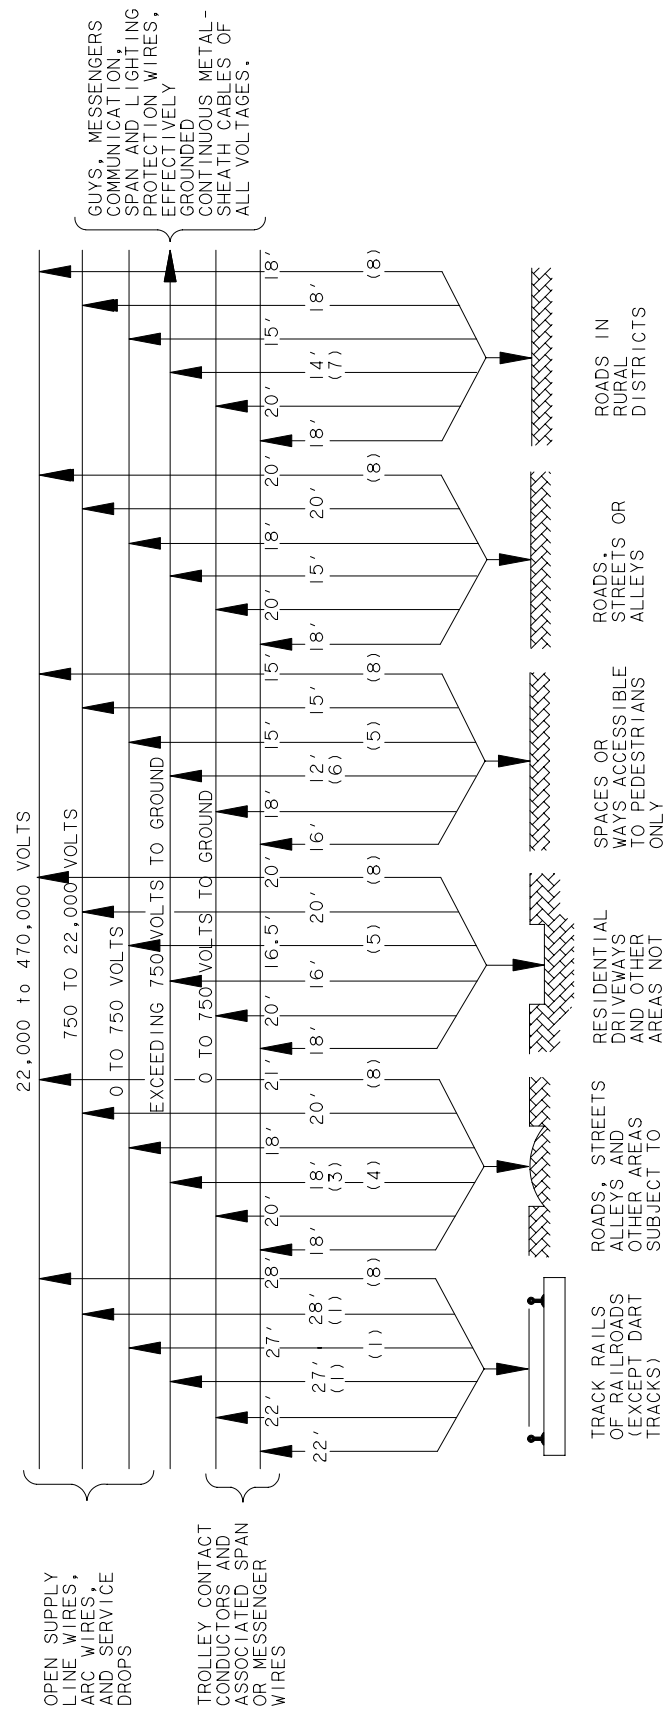 OPEN SUPPLY
LINE WIRES,
ARC WIRES,
AND SERVICE
DROPS
TROLLEY CONTACT
CONDUCTORS AND
ASSOCIATED SPAN
OR MESSENGER
WIRES
22,000 to 470,000 VOLTS
750 TO 22,000 VOLTS
0 TO 750 VOLTS
EXCEEDING 750 VOLTS TO GROUND
0 TO 750 VOLTS TO GROUND
GUYS, MESSENGERS
COMMUNICATION,
SPAN AND LIGHTING
PROTECTION WIRES,
EFFECTIVELY
GROUNDED
CONTINUOUS METAL-
SHEATH CABLES OF
ALL VOLTAGES.
22' 22' 27' (1) 27' (1) 28' (1) 28' (8)
18' 20' 18' (3) (4) 18' 20' 21' (8)
18' 20' 16' 16.5' (5) 20' 20' (8)
16' 18' 12' (6) 15' (5) 15' 15' (8)
18' 20' 15' 18' 20' 20' (8)
18' 20' 14' (7) 15' 18' 18' (8)
TRACK RAILS
OF RAILROADS
(EXCEPT DART
TRACKS)
ROADS, STREETS
ALLEYS AND
OTHER AREAS
SUBJECT TO
RESIDENTIAL
DRIVEWAYS
AND OTHER
AREAS NOT
SPACES OR
WAYS ACCESSIBLE
TO PEDESTRIANS
ONLY
ROADS.
STREETS OR
ALLEYS
ROADS IN
RURAL
DISTRICTS